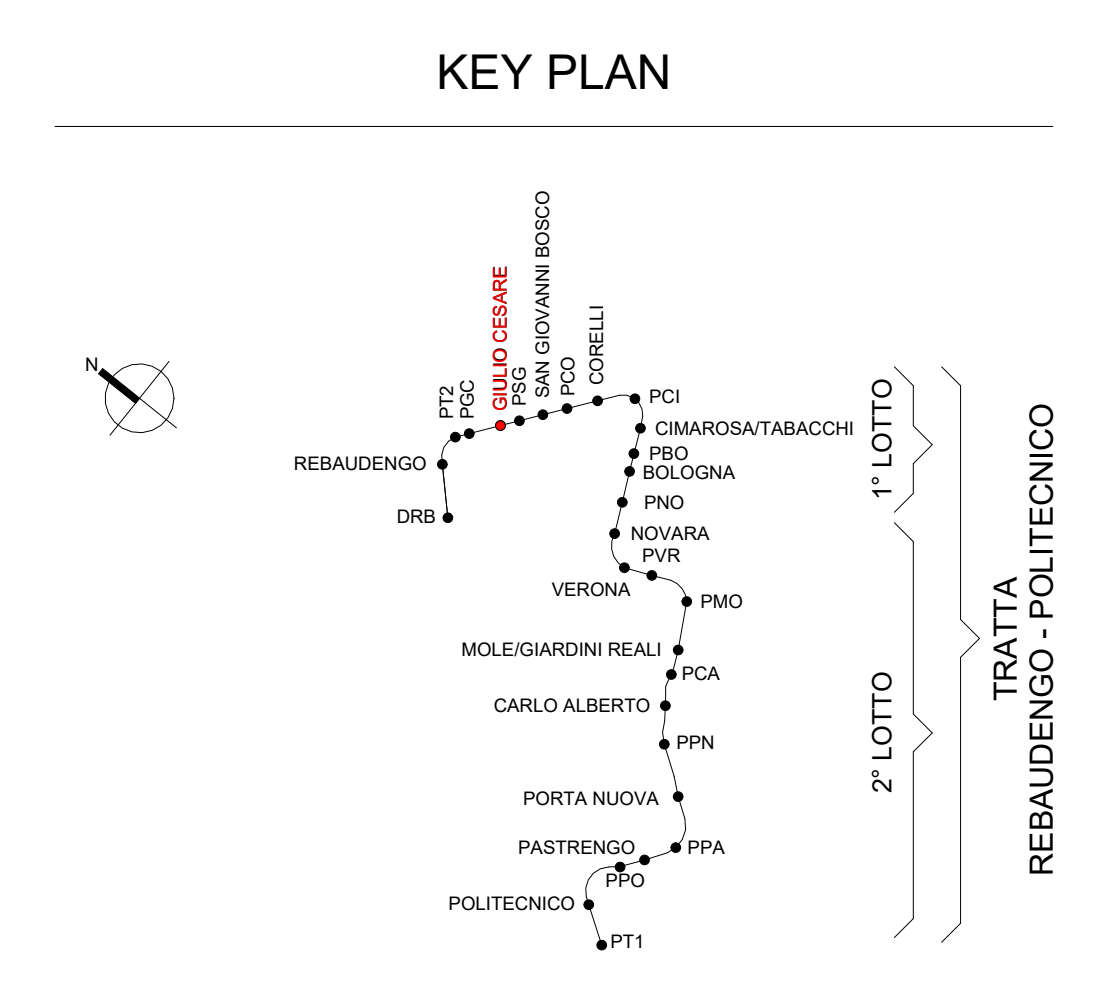 KEY PLAN
N
PT2
PGC
GIULIO CESARE
PSG
SAN GIOVANNI BOSCO
PCO
CORELLI
PCI
CIMAROSA/TABACCHI
REBAUDENGO
PBO
BOLOGNA
DRB
PNO
NOVARA
PVR
VERONA
PMO
MOLE/GIARDINI REALI
PCA
CARLO ALBERTO
PPN
PORTA NUOVA
PASTRENGO
PPA
PPO
POLITECNICO
PT1
1° LOTTO
2° LOTTO
TRATTA
REBAUDENGO - POLITECNICO